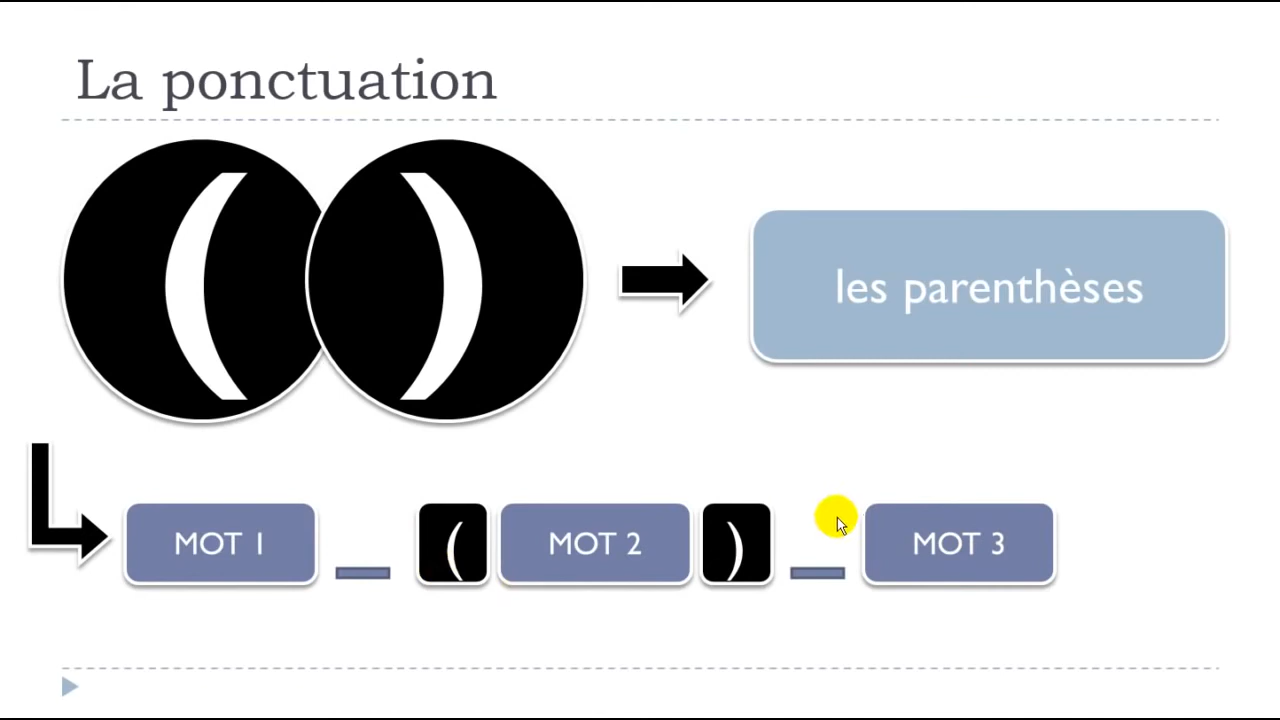 La ponctuation
( )
les parenthèses
MOT 1 _ ( MOT 2 ) _ MOT 3